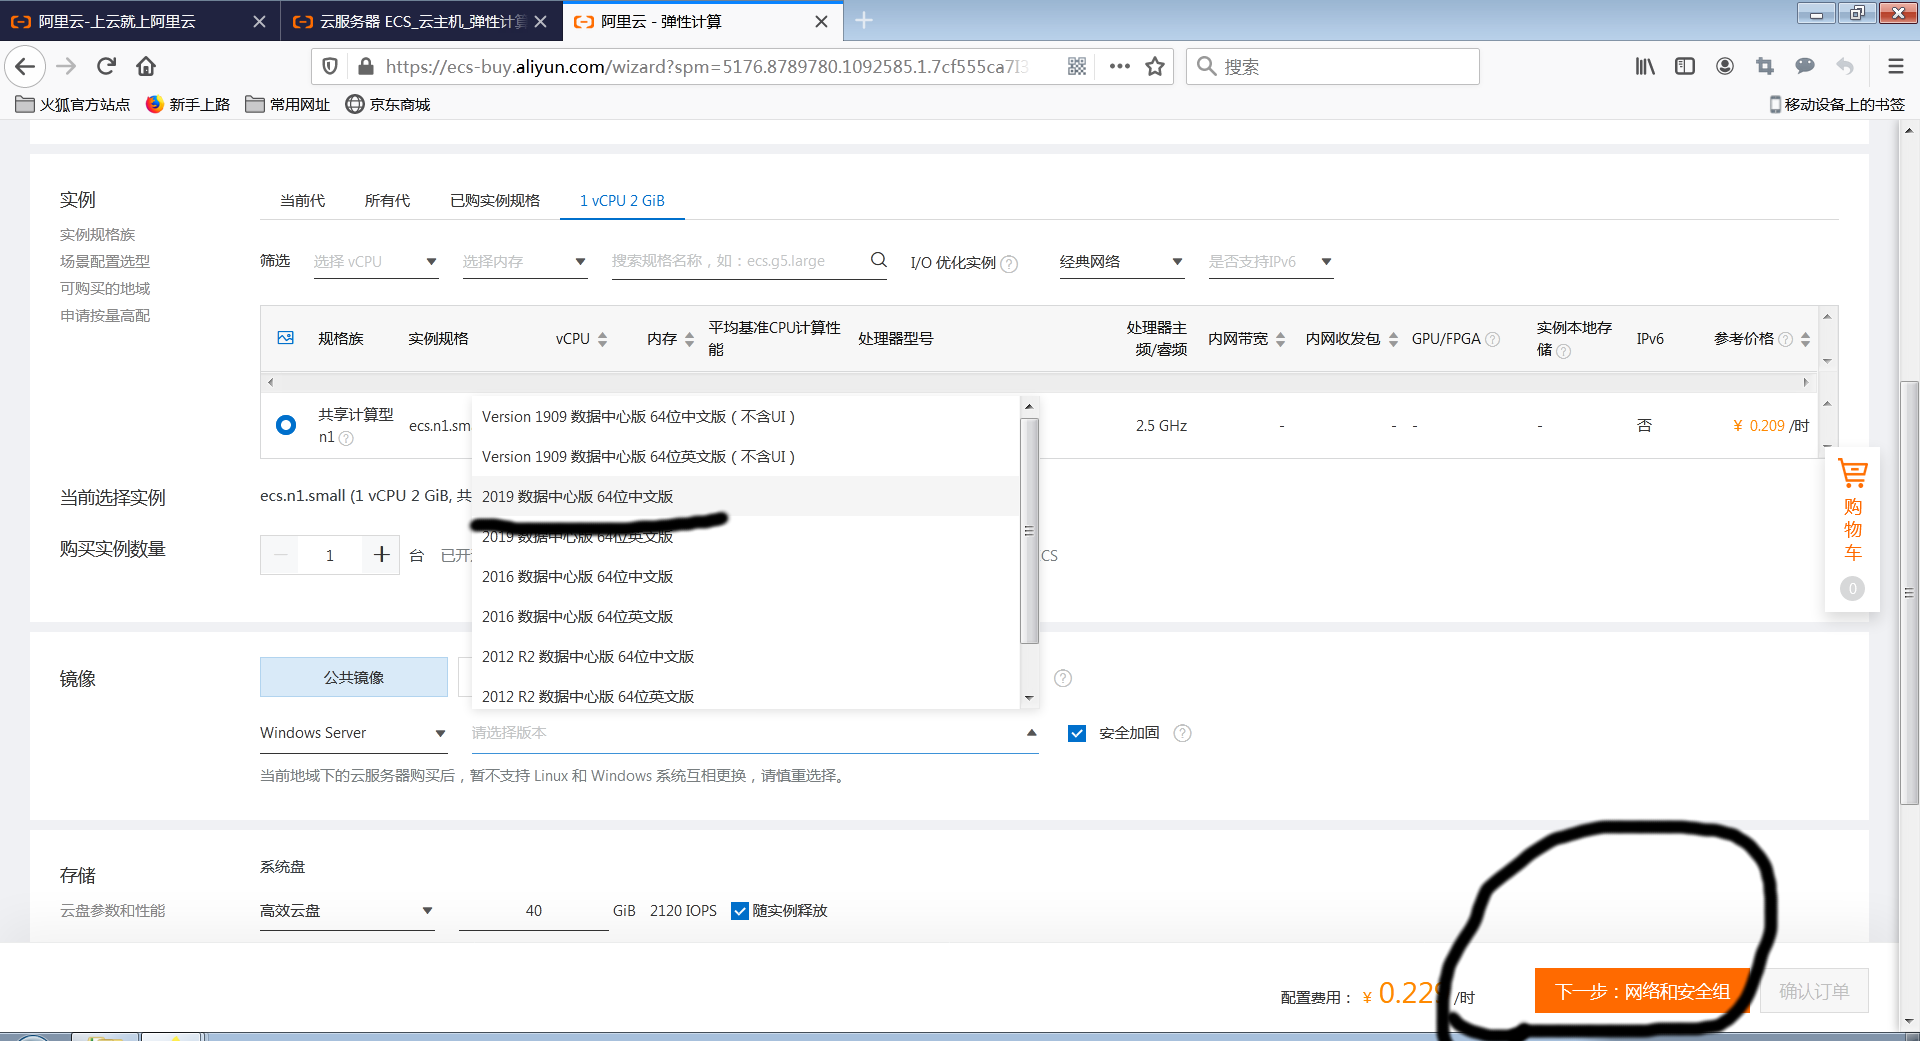 阿里云-上云就上阿里云
云服务器 ECS_云主机_弹性计算
阿里云 - 弹性计算
https://ecs-buy.aliyun.com/wizard?spm=5176.8789780.1092585.1.7cf555ca7I3
搜索
火狐官方站点
新手上路
常用网址
京东商城
移动设备上的书签
实例
当前代
所有代
已购实例规格
1 vCPU 2 GiB
实例规格族
场景配置选型
可购买的地域
申请按量高配
筛选
选择 vCPU
选择内存
搜索规格名称，如：ecs.g5.large
I/O 优化实例
经典网络
是否支持IPv6
规格族
实例规格
vCPU
内存
平均基准CPU计算性能
处理器型号
处理器主频/睿频
内网带宽
内网收发包
GPU/FPGA
实例本地存储
IPv6
参考价格
共享计算型 n1
ecs.n1.sm
2.5 GHz
-
-
-
-
否
¥ 0.209 /时
当前选择实例
ecs.n1.small (1 vCPU 2 GiB, 共
购买实例数量
1
台
已开
CS
Version 1909 数据中心版 64位中文版（不含UI）
Version 1909 数据中心版 64位英文版（不含UI）
2019 数据中心版 64位中文版
2019 数据中心版 64位英文版
2016 数据中心版 64位中文版
2016 数据中心版 64位英文版
2012 R2 数据中心版 64位中文版
2012 R2 数据中心版 64位英文版
购物车
0
镜像
公共镜像
Windows Server
请选择版本
安全加固
当前地域下的云服务器购买后，暂不支持 Linux 和 Windows 系统互相更换，请慎重选择。
存储
系统盘
云盘参数和性能
高效云盘
40
GiB
2120 IOPS
随实例释放
配置费用：
¥ 0.229 /时
下一步：网络和安全组
确认订单